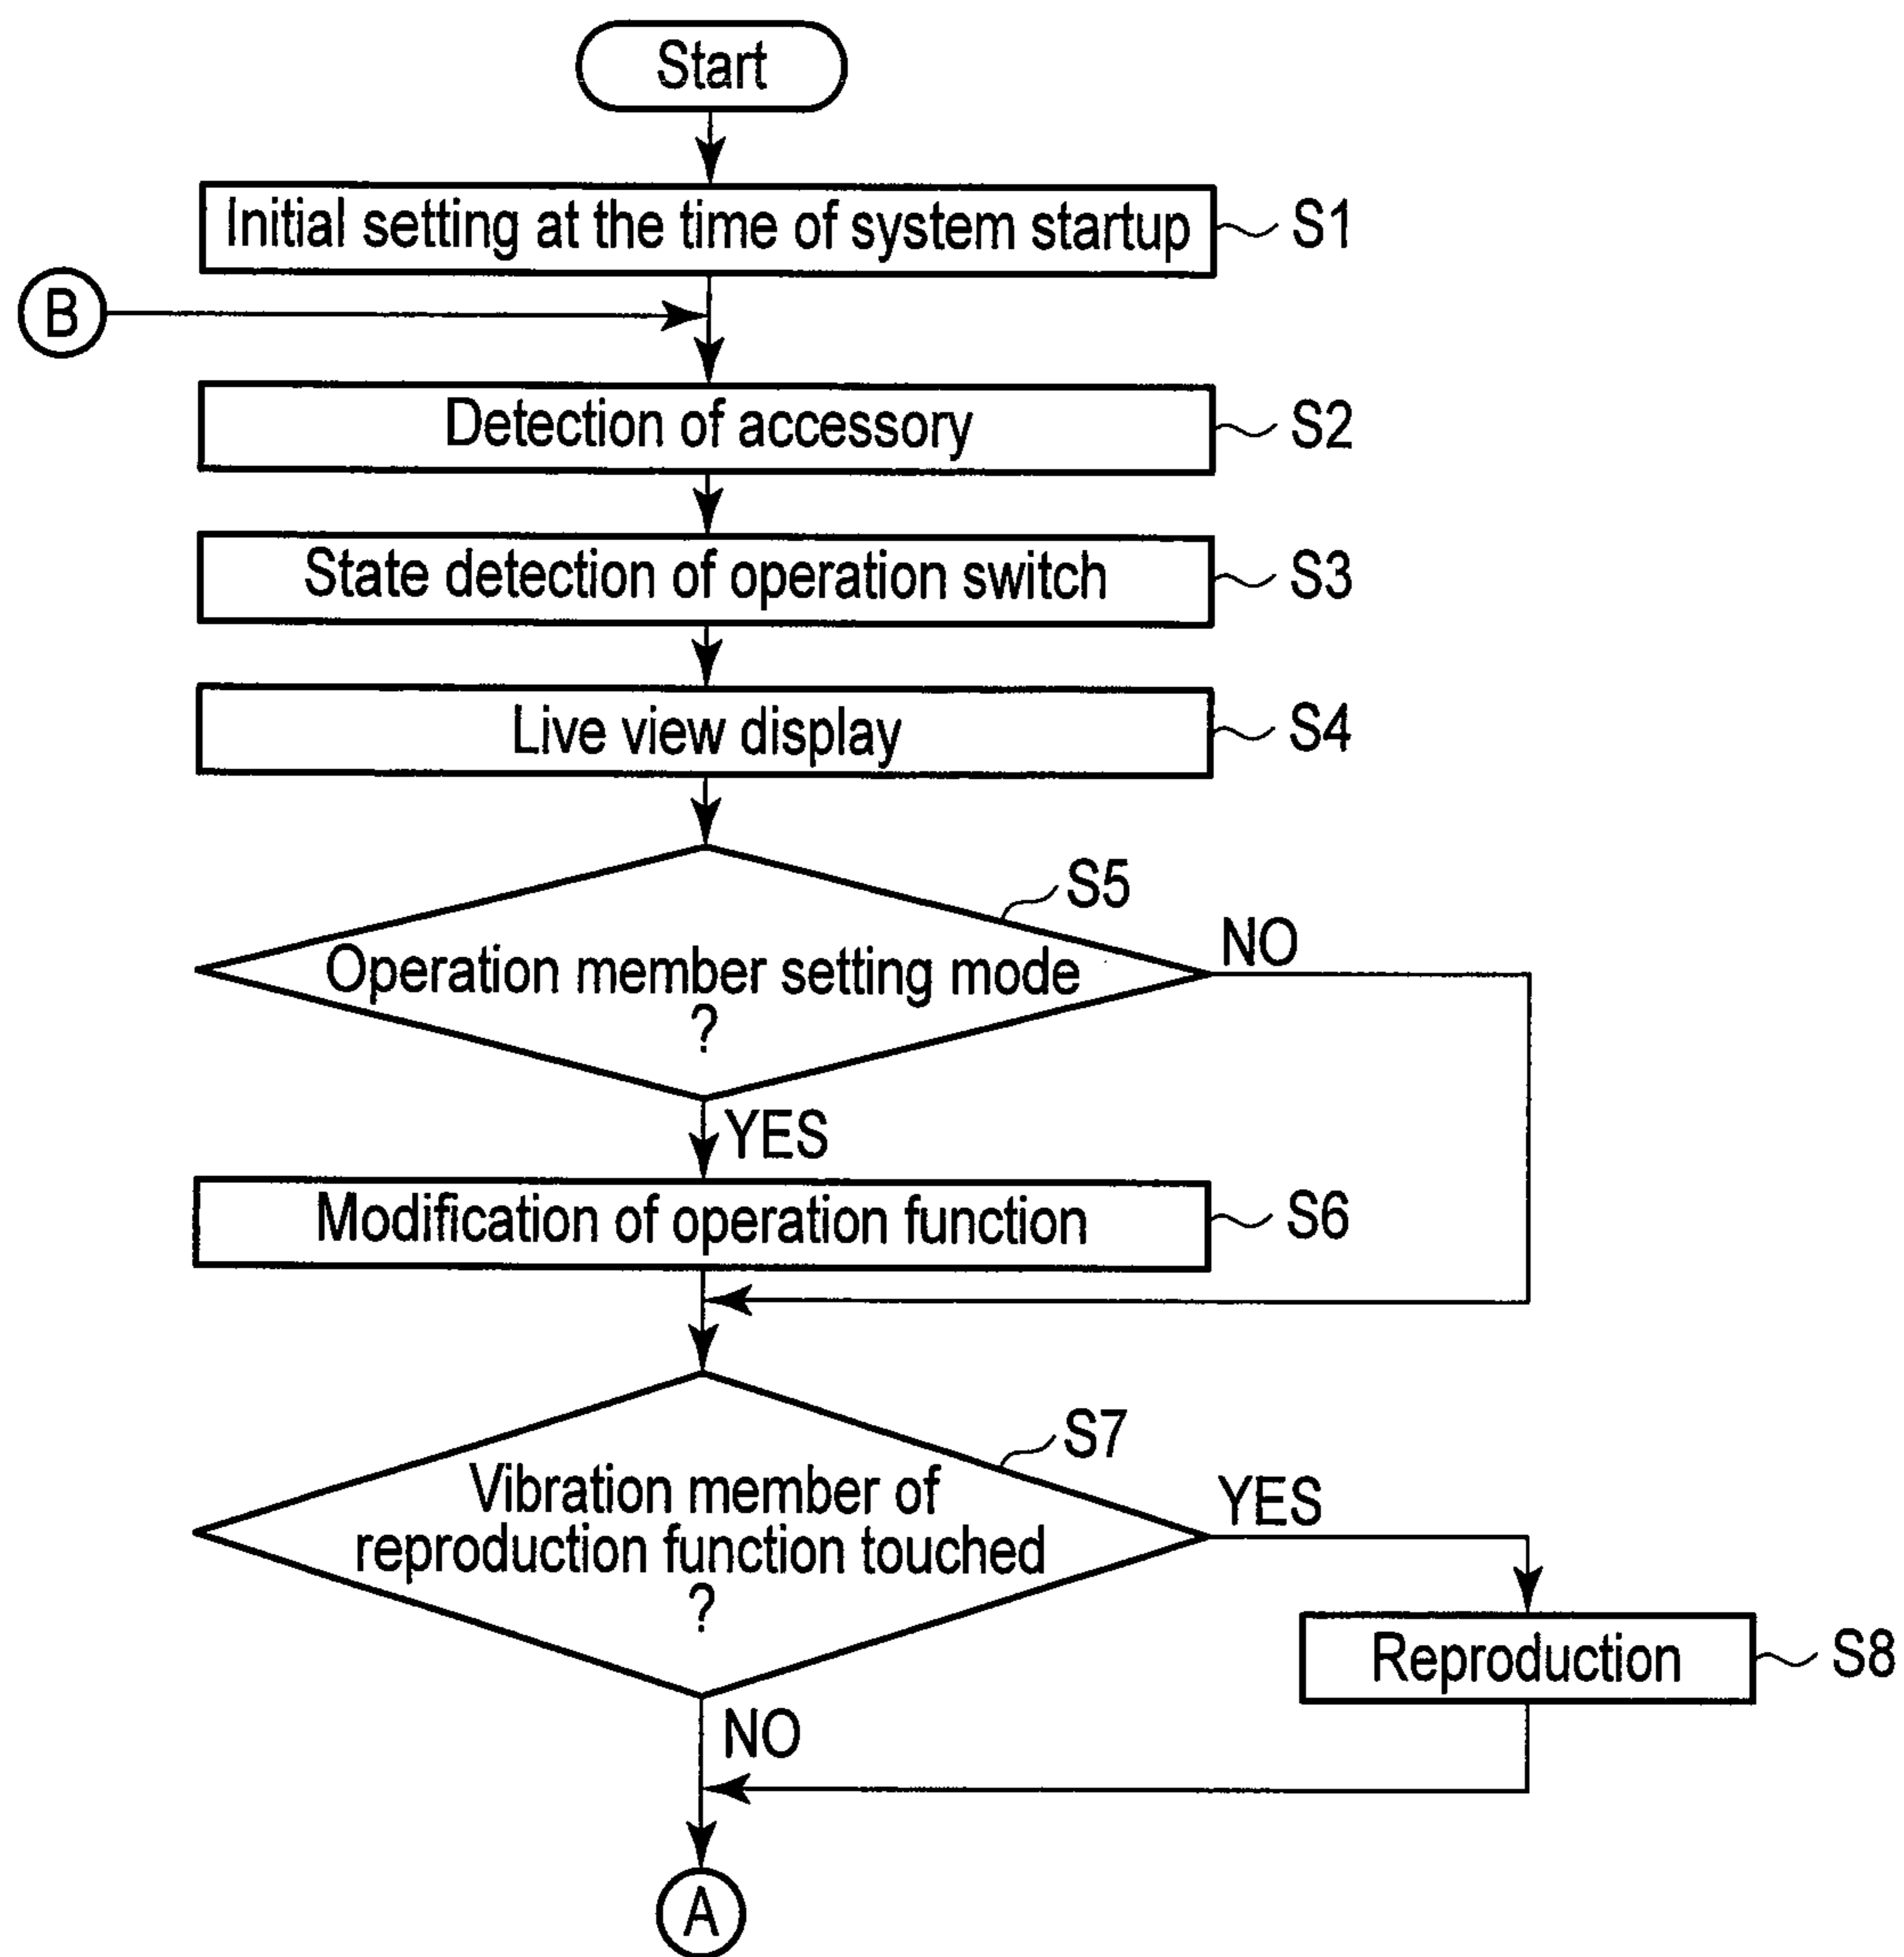 Start
Initial setting at the time of system startup
S1
B
Detection of accessory
S2
State detection of operation switch
S3
Live view display
S4
S5
Operation member setting mode
?
NO
YES
Modification of operation function
S6
S7
Vibration member of
reproduction function touched
?
YES
Reproduction
S8
NO
A